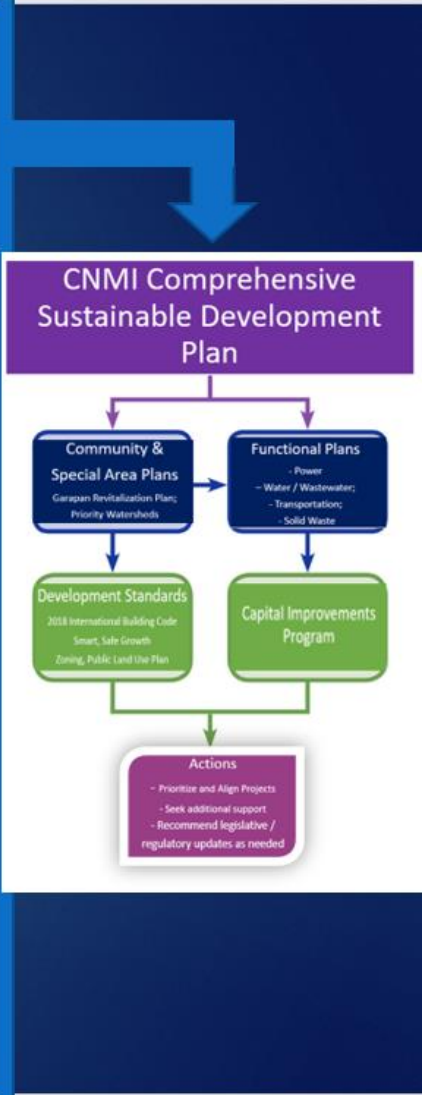 CNMI Comprehensive
Sustainable Development
Plan
Community &
Special Area Plans
Garapan Revitalization Plan;
Priority Watersheds
Functional Plans
- Power
– Water / Wastewater;
- Transportation;
- Solid Waste
Development Standards
2018 International Building Code
Smart, Safe Growth
Zoning, Public Land Use Plan
Capital Improvements
Program
Actions
– Prioritize and Align Projects
- Seek additional support
- Recommend legislative /
regulatory updates as needed